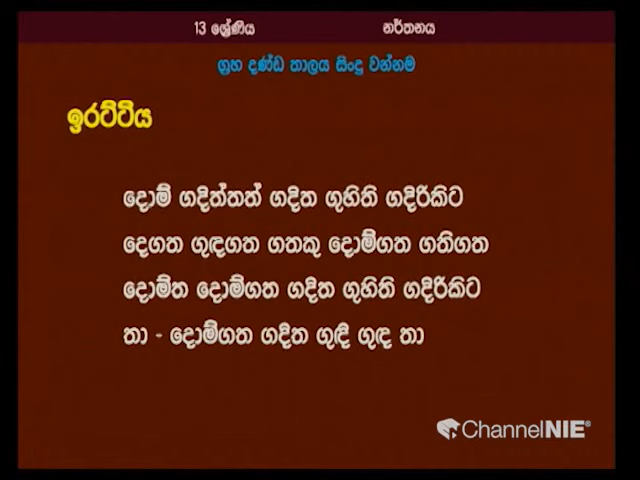 13 ශ්‍රේණිය නර්තනය
ග්‍රහ දණ්ඩ තාලය සිංදු වන්නම
ඉරට්ටිය
දොම් ගදිත්තත් ගදිත ගුහිති ගදිරිකිට
දෙගත ගුඳගත ගතකු දොම්ගත ගතිගත
දොම්ත දොම්ගත ගදිත ගුහිති ගදිරිකිට
තා - දොම්ගත ගදිත ගුඳි ගුඳ තා
ChannelNIE®